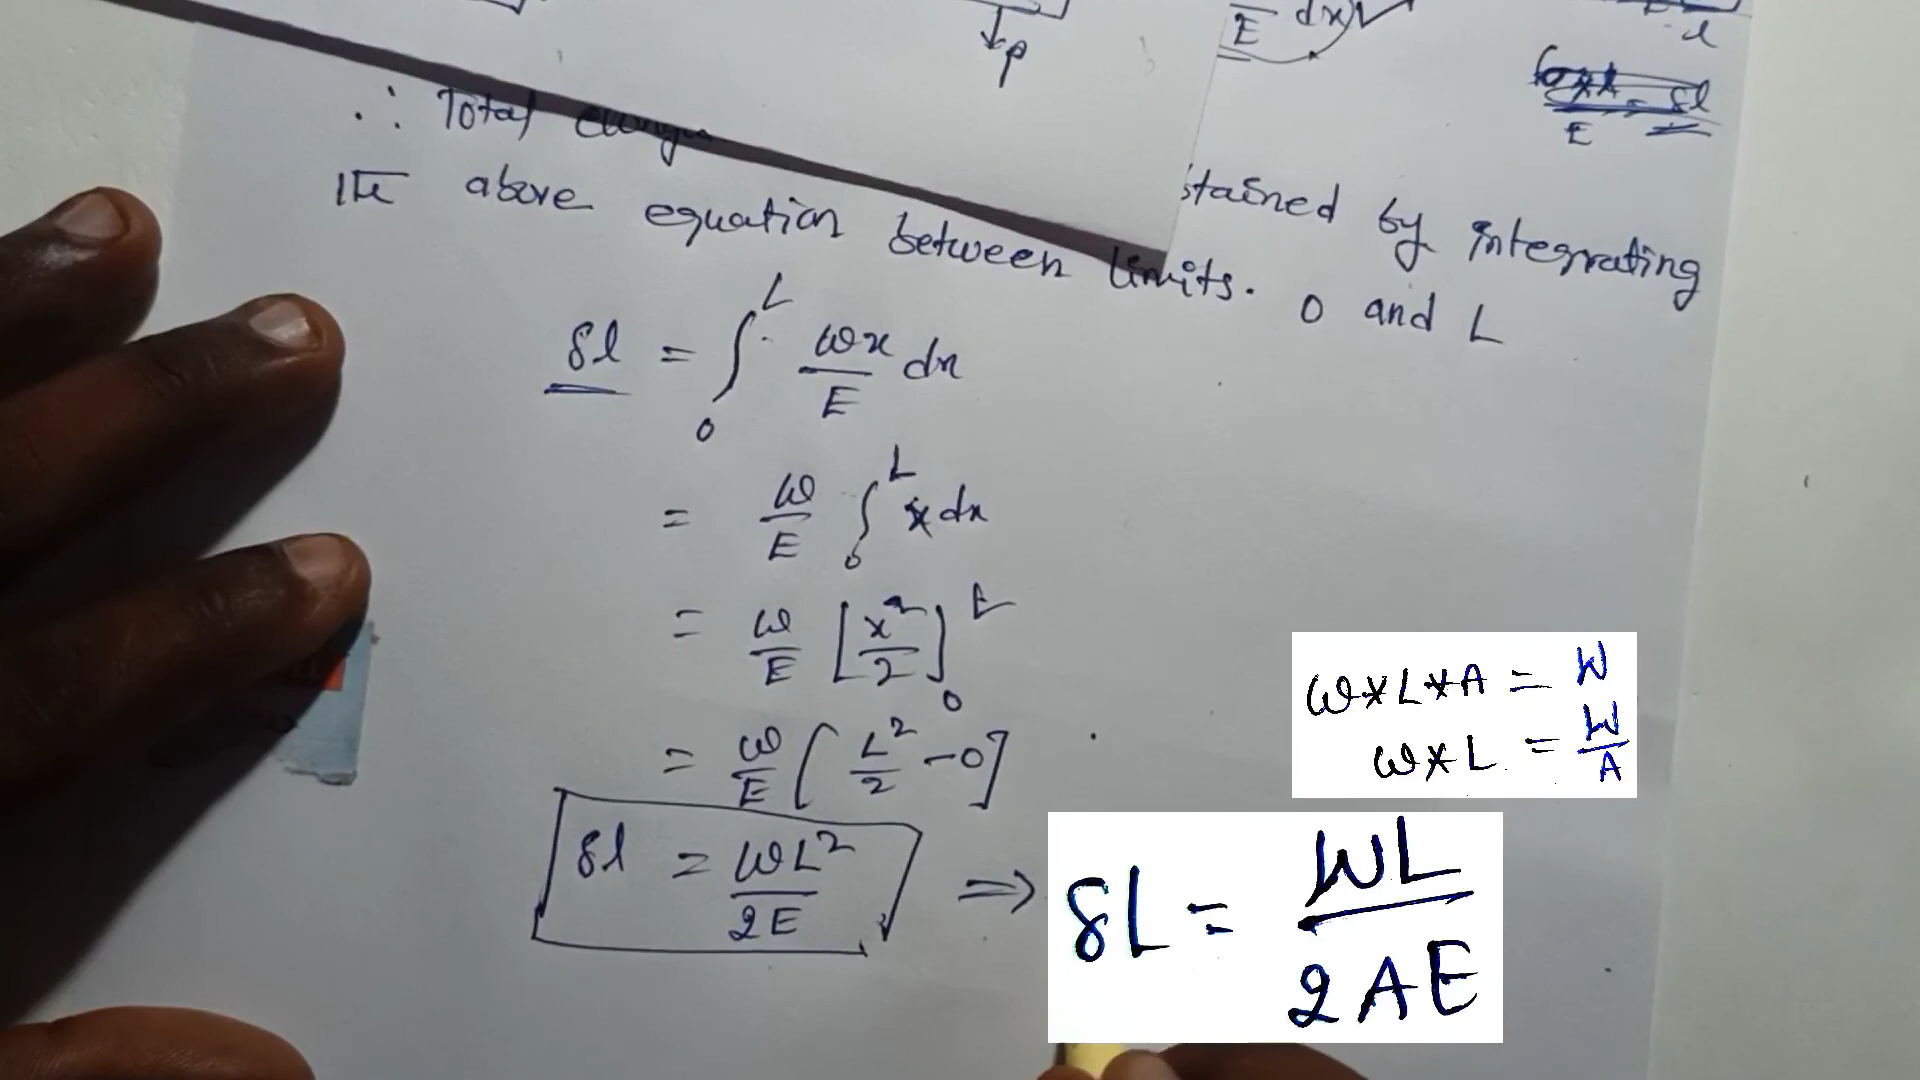 P
E dx)
l
E
∴ Total
the above equation between limits. 0 and L
stained by integrating
δl = ∫₀ᴸ ωx/E dx
= ω/E ∫₀ᴸ x dx
= ω/E [x²/2]₀ᴸ
= ω/E [L²/2 - 0]
δl = ωL²/2E ⇒ δL = WL/2AE
ω*L*A = W
ω*L = W/A